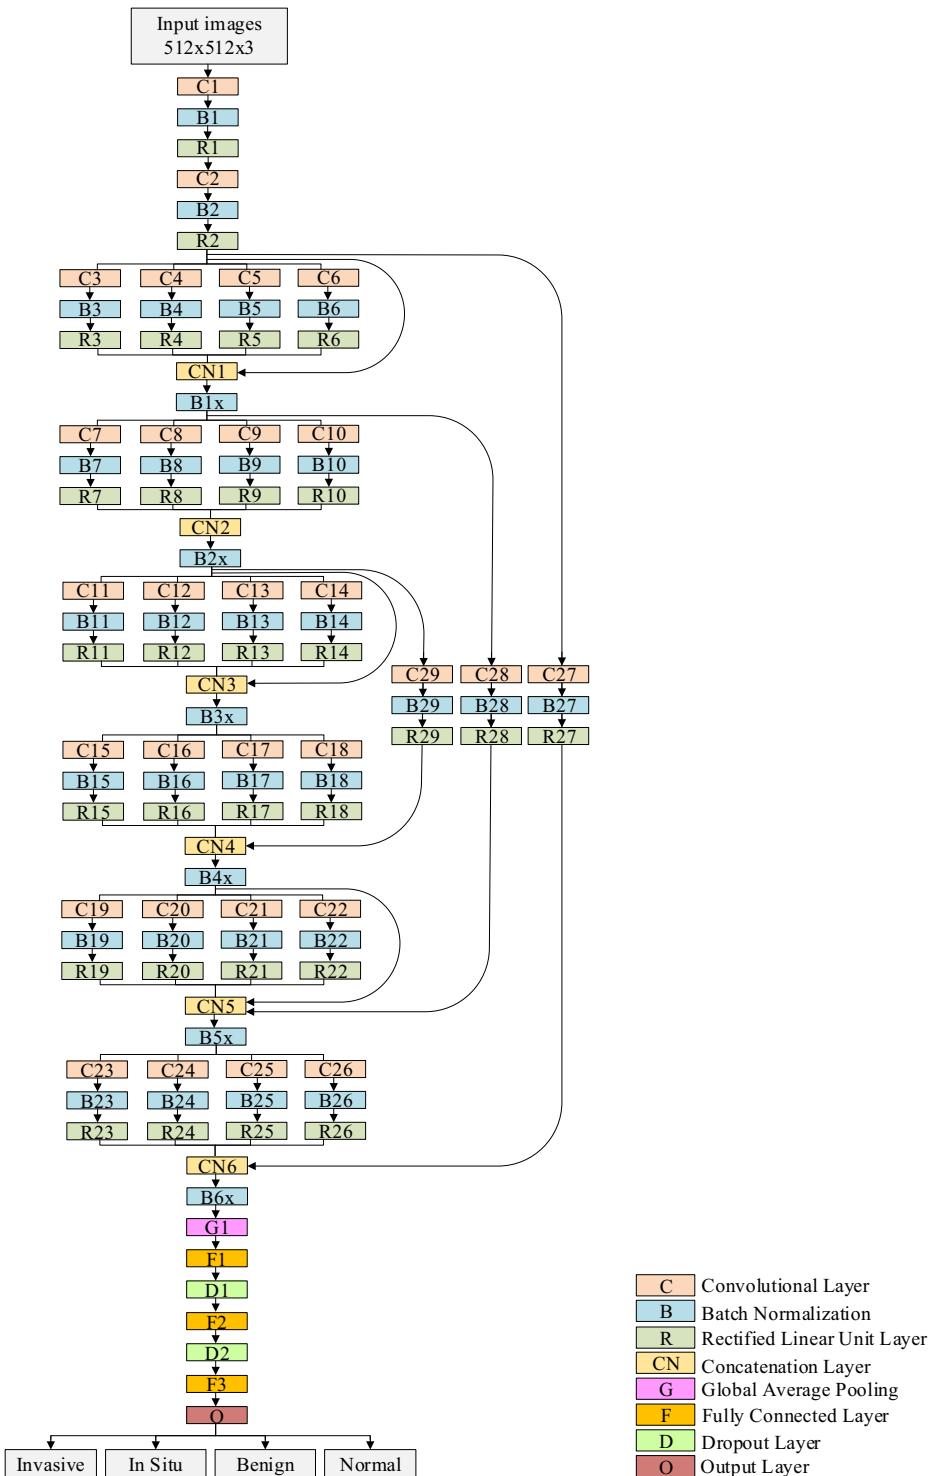 Input images
512x512x3
C1
B1
R1
C2
B2
R2
C3 C4 C5 C6
B3 B4 B5 B6
R3 R4 R5 R6
CN1
B1x
C7 C8 C9 C10
B7 B8 B9 B10
R7 R8 R9 R10
CN2
B2x
C11 C12 C13 C14
B11 B12 B13 B14
R11 R12 R13 R14
C29 C28 C27
CN3
B29 B28 B27
B3x
R29 R28 R27
C15 C16 C17 C18
B15 B16 B17 B18
R15 R16 R17 R18
CN4
B4x
C19 C20 C21 C22
B19 B20 B21 B22
R19 R20 R21 R22
CN5
B5x
C23 C24 C25 C26
B23 B24 B25 B26
R23 R24 R25 R26
CN6
B6x
G1
F1
D1
F2
D2
F3
O
Invasive In Situ Benign Normal
C Convolutional Layer
B Batch Normalization
R Rectified Linear Unit Layer
CN Concatenation Layer
G Global Average Pooling
F Fully Connected Layer
D Dropout Layer
O Output Layer